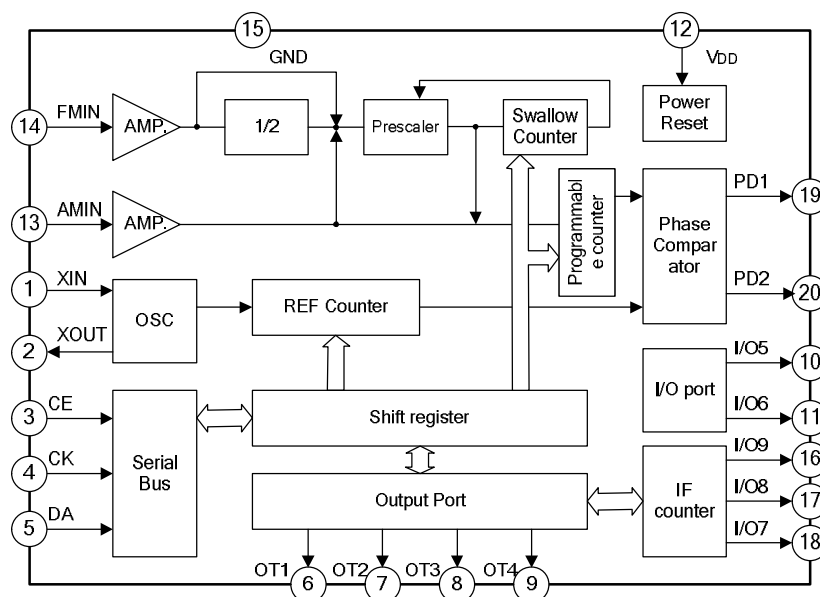 15
12
GND
VDD
FMIN
14
AMP.
1/2
Prescaler
Swallow
Counter
Power
Reset
AMIN
13
AMP.
Programmabl
e counter
Phase
Compar
ator
PD1
19
PD2
20
XIN
1
OSC
REF Counter
XOUT
2
I/O port
I/O5
10
I/O6
11
CE
3
CK
4
DA
5
Serial
Bus
Shift register
Output Port
IF
counter
I/O9
16
I/O8
17
I/O7
18
OT1
6
OT2
7
OT3
8
OT4
9